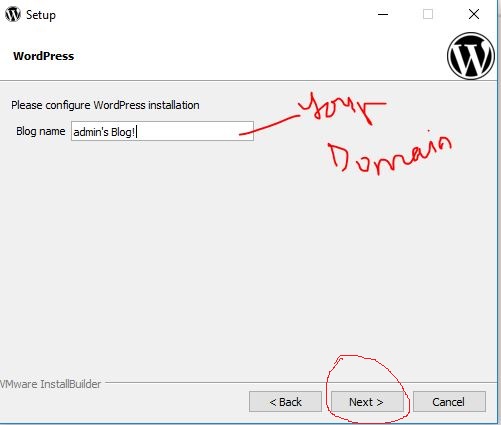 Setup
WordPress
Please configure WordPress installation
Blog name admin's Blog!
Your
Domain
VMware InstallBuilder
< Back Next > Cancel